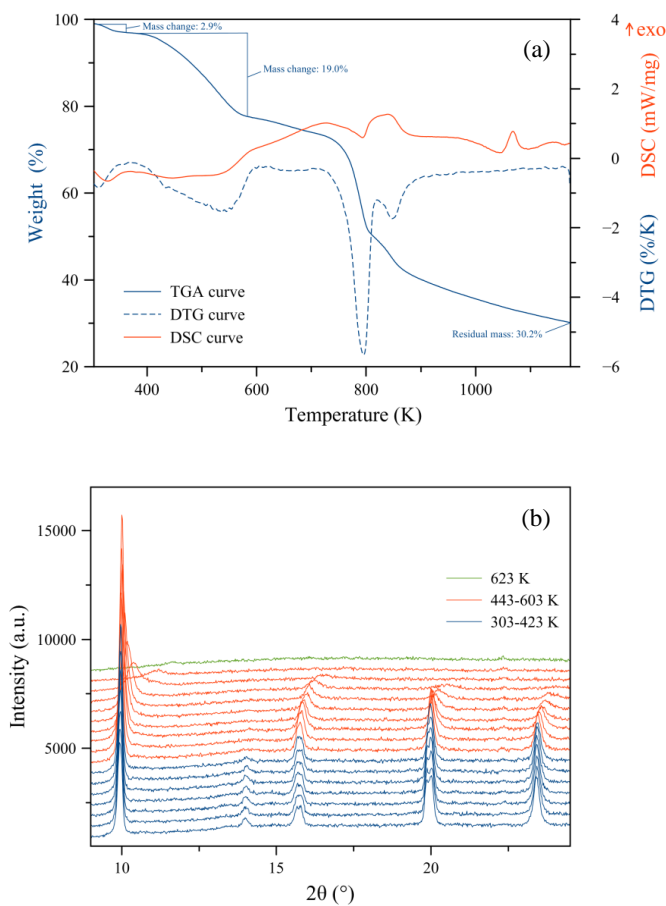 (a)
↑ exo
Mass change: 2.9%
Mass change: 19.0%
100
80
60
40
20
Weight (%)
4
2
0
−2
−4
−6
DSC (mW/mg)
DTG (%/K)
TGA curve
DTG curve
DSC curve
Residual mass: 30.2%
400
600
800
1000
Temperature (K)
(b)
15000
10000
5000
Intensity (a.u.)
623 K
443-603 K
303-423 K
10
15
20
2θ (°)